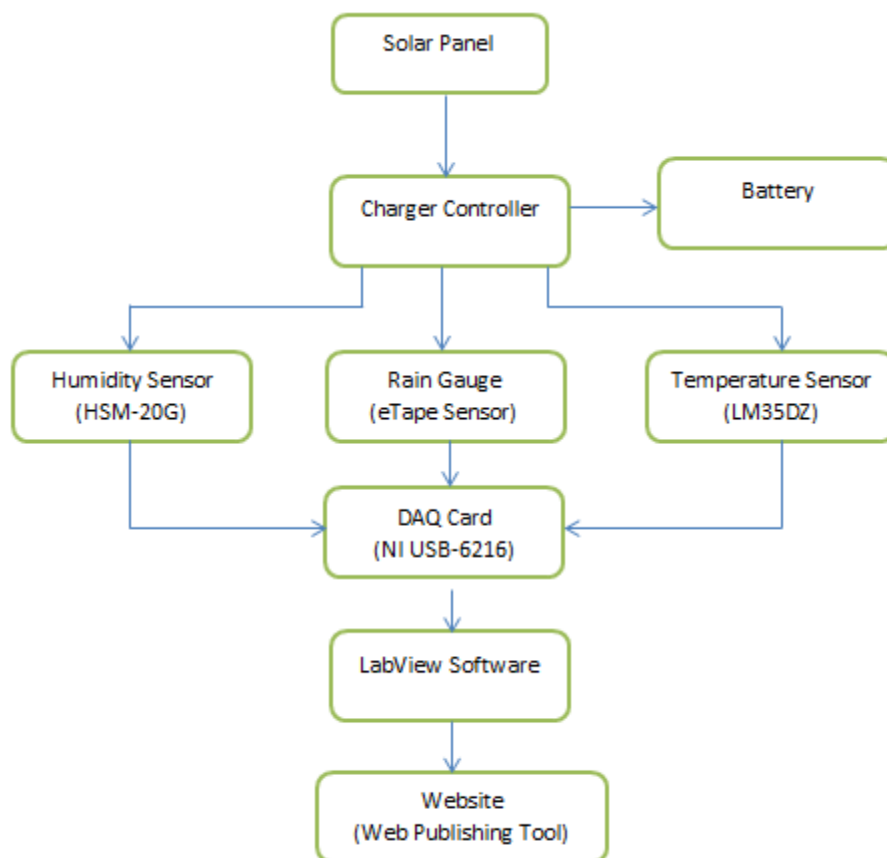 Solar Panel
Charger Controller
Battery
Humidity Sensor
(HSM-20G)
Rain Gauge
(eTape Sensor)
Temperature Sensor
(LM35DZ)
DAQ Card
(NI USB-6216)
LabView Software
Website
(Web Publishing Tool)